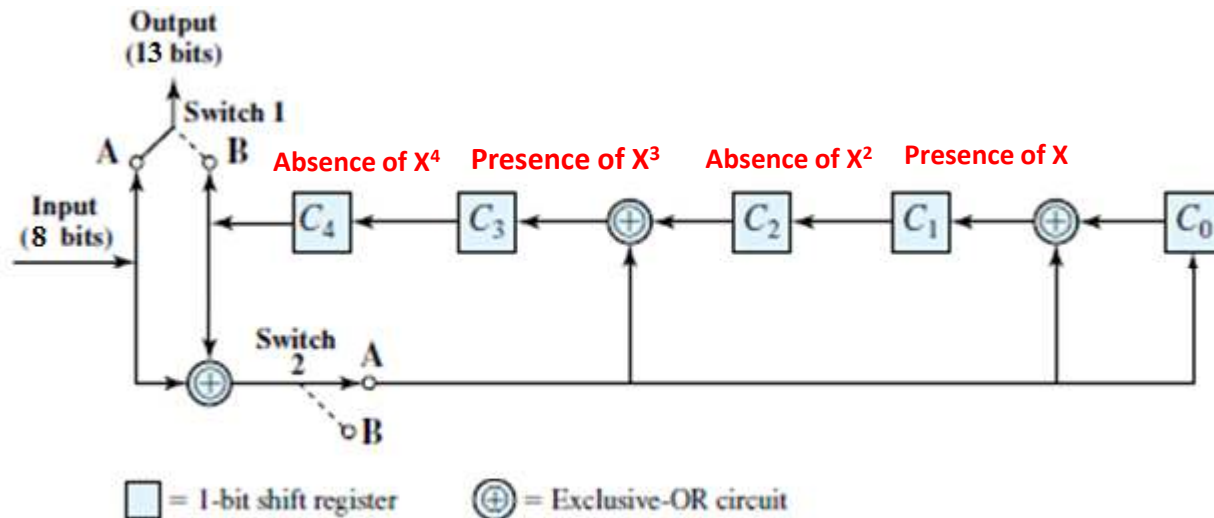 Output
(13 bits)
Switch 1
A
B
Absence of X⁴
Presence of X³
Absence of X²
Presence of X
Input
(8 bits)
C₄
C₃
C₂
C₁
C₀
Switch
2
A
B
= 1-bit shift register
= Exclusive-OR circuit